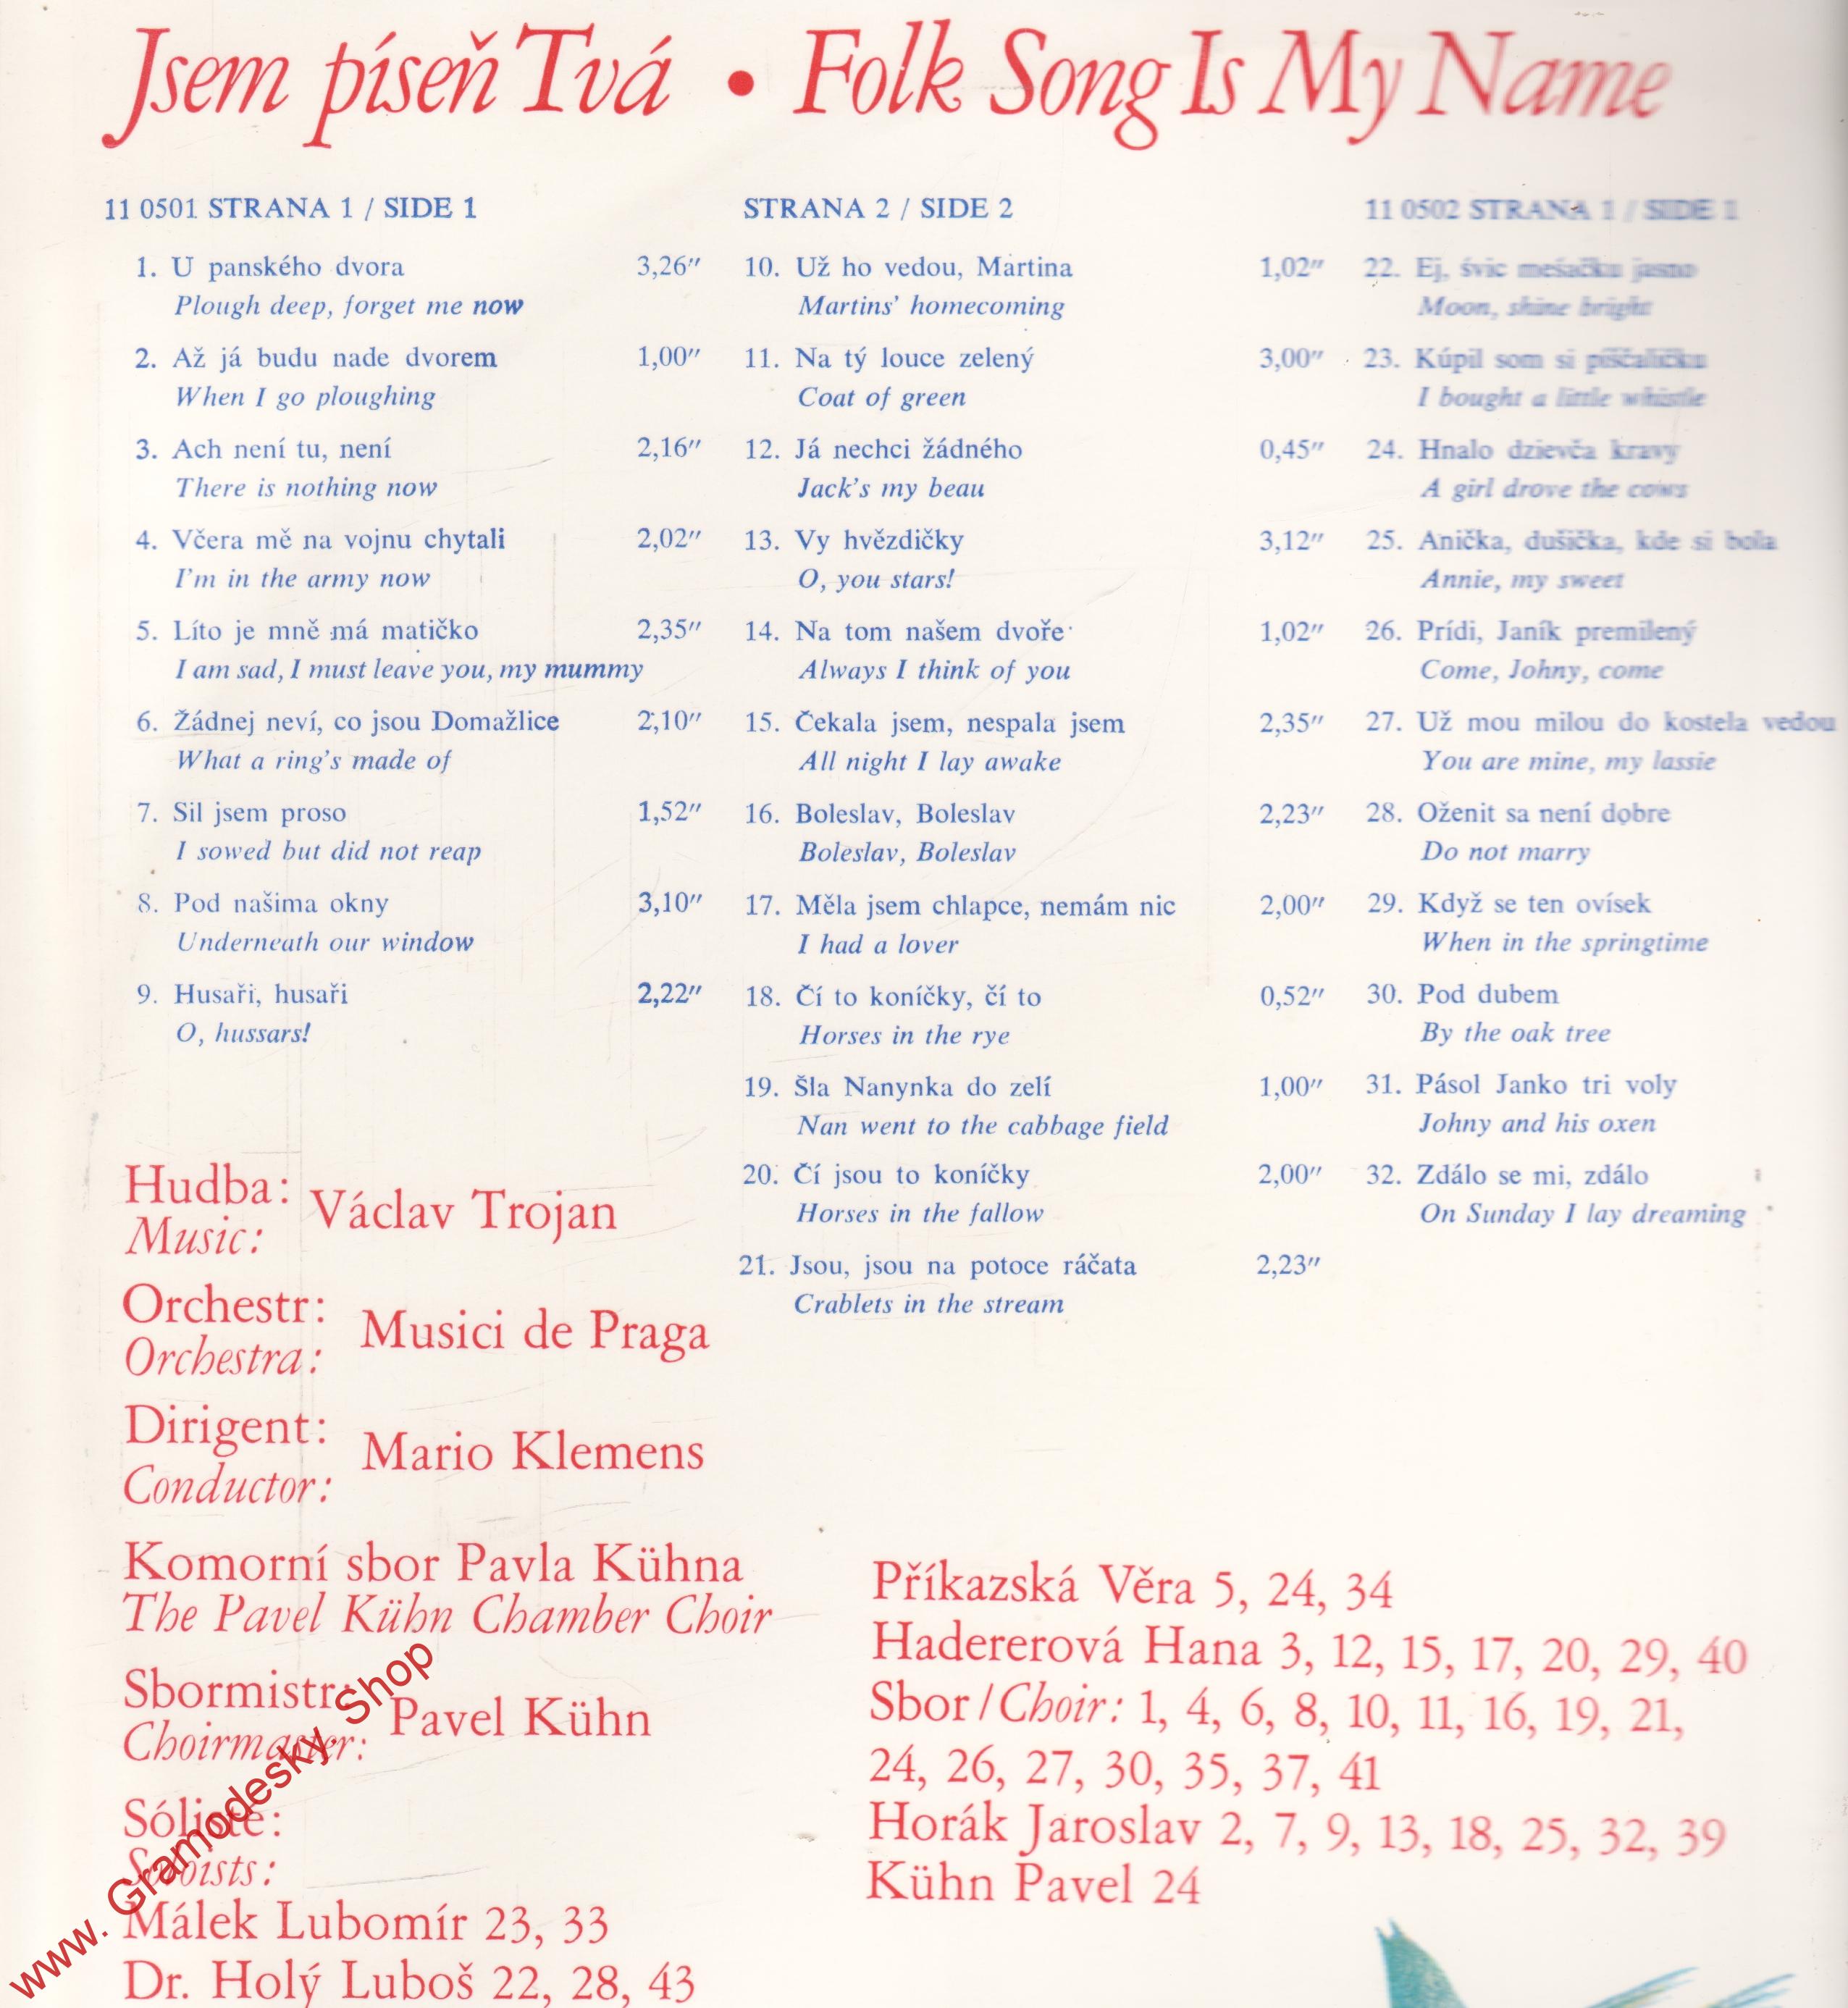 Jsem píseň Tvá • Folk Song Is My Name
11 0501 STRANA 1 / SIDE 1
1. U panského dvora 3,26″
Plough deep, forget me now
2. Až já budu nade dvorem 1,00″
When I go ploughing
3. Ach není tu, není 2,16″
There is nothing now
4. Včera mě na vojnu chytali 2,02″
I'm in the army now
5. Líto je mně má matičko 2,35″
I am sad, I must leave you, my mummy
6. Žádnej neví, co jsou Domažlice 2,10″
What a ring's made of
7. Sil jsem proso 1,52″
I sowed but did not reap
8. Pod našima okny 3,10″
Underneath our window
9. Husaři, husaři 2,22″
O, hussars!
STRANA 2 / SIDE 2
10. Už ho vedou, Martina 1,02″
Martins' homecoming
11. Na tý louce zelený 3,00″
Coat of green
12. Já nechci žádného 0,45″
Jack's my beau
13. Vy hvězdičky 3,12″
O, you stars!
14. Na tom našem dvoře 1,02″
Always I think of you
15. Čekala jsem, nespala jsem 2,35″
All night I lay awake
16. Boleslav, Boleslav 2,23″
Boleslav, Boleslav
17. Měla jsem chlapce, nemám nic 2,00″
I had a lover
18. Čí to koníčky, čí to 0,52″
Horses in the rye
19. Šla Nanynka do zelí 1,00″
Nan went to the cabbage field
20. Čí jsou to koníčky 2,00″
Horses in the fallow
21. Jsou, jsou na potoce ráčata 2,23″
Crablets in the stream
11 0502 STRANA 1 / SIDE 1
22. Ej, švic mešačku jasno
Moon, shine bright
23. Kúpil som si píščaličku
I bought a little whistle
24. Hnalo dzievča kravy
A girl drove the cows
25. Anička, dušička, kde si bola
Annie, my sweet
26. Prídi, Janík premilený
Come, Johny, come
27. Už mou milou do kostela vedou
You are mine, my lassie
28. Oženit sa není dobre
Do not marry
29. Když se ten ovísek
When in the springtime
30. Pod dubem
By the oak tree
31. Pásol Janko tri voly
Johny and his oxen
32. Zdálo se mi, zdálo
On Sunday I lay dreaming
Hudba:
Music:
Václav Trojan
Orchestr:
Orchestra:
Musici de Praga
Dirigent:
Conductor:
Mario Klemens
Komorní sbor Pavla Kühna
The Pavel Kühn Chamber Choir
Sbormistr:
Choirmaster:
Pavel Kühn
Sólisté:
Soloists:
Málek Lubomír 23, 33
Dr. Holý Luboš 22, 28, 43
Příkazská Věra 5, 24, 34
Hadererová Hana 3, 12, 15, 17, 20, 29, 40
Sbor / Choir: 1, 4, 6, 8, 10, 11, 16, 19, 21,
24, 26, 27, 30, 35, 37, 41
Horák Jaroslav 2, 7, 9, 13, 18, 25, 32, 39
Kühn Pavel 24
www. Gramodesky Shop